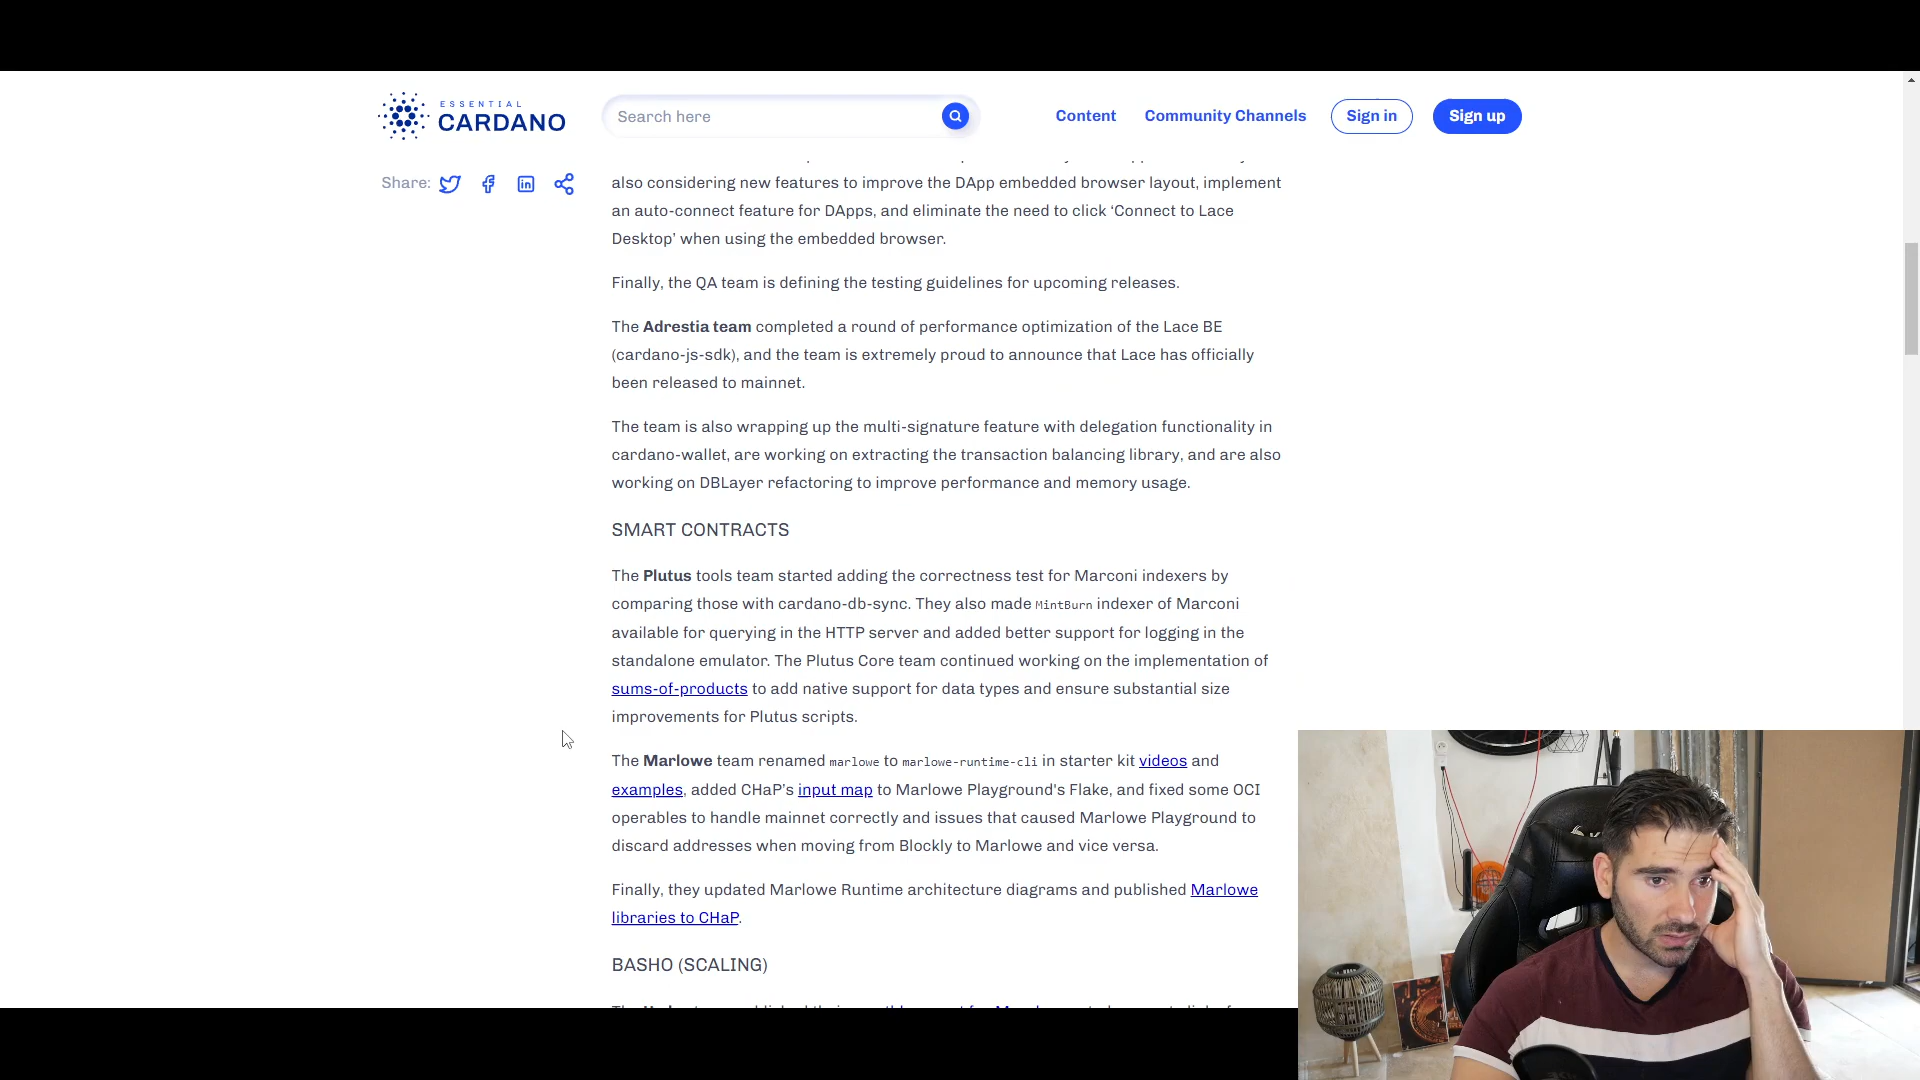 ESSENTIAL
CARDANO
Search here
Content
Community Channels
Sign in
Sign up
Share:
also considering new features to improve the DApp embedded browser layout, implement
an auto-connect feature for DApps, and eliminate the need to click ‘Connect to Lace
Desktop’ when using the embedded browser.
Finally, the QA team is defining the testing guidelines for upcoming releases.
The Adrestia team completed a round of performance optimization of the Lace BE
(cardano-js-sdk), and the team is extremely proud to announce that Lace has officially
been released to mainnet.
The team is also wrapping up the multi-signature feature with delegation functionality in
cardano-wallet, are working on extracting the transaction balancing library, and are also
working on DBLayer refactoring to improve performance and memory usage.
SMART CONTRACTS
The Plutus tools team started adding the correctness test for Marconi indexers by
comparing those with cardano-db-sync. They also made MintBurn indexer of Marconi
available for querying in the HTTP server and added better support for logging in the
standalone emulator. The Plutus Core team continued working on the implementation of
sums-of-products to add native support for data types and ensure substantial size
improvements for Plutus scripts.
The Marlowe team renamed marlowe to marlowe-runtime-cli in starter kit videos and
examples, added CHaP's input map to Marlowe Playground's Flake, and fixed some OCI
operables to handle mainnet correctly and issues that caused Marlowe Playground to
discard addresses when moving from Blockly to Marlowe and vice versa.
Finally, they updated Marlowe Runtime architecture diagrams and published Marlowe
libraries to CHaP.
BASHO (SCALING)